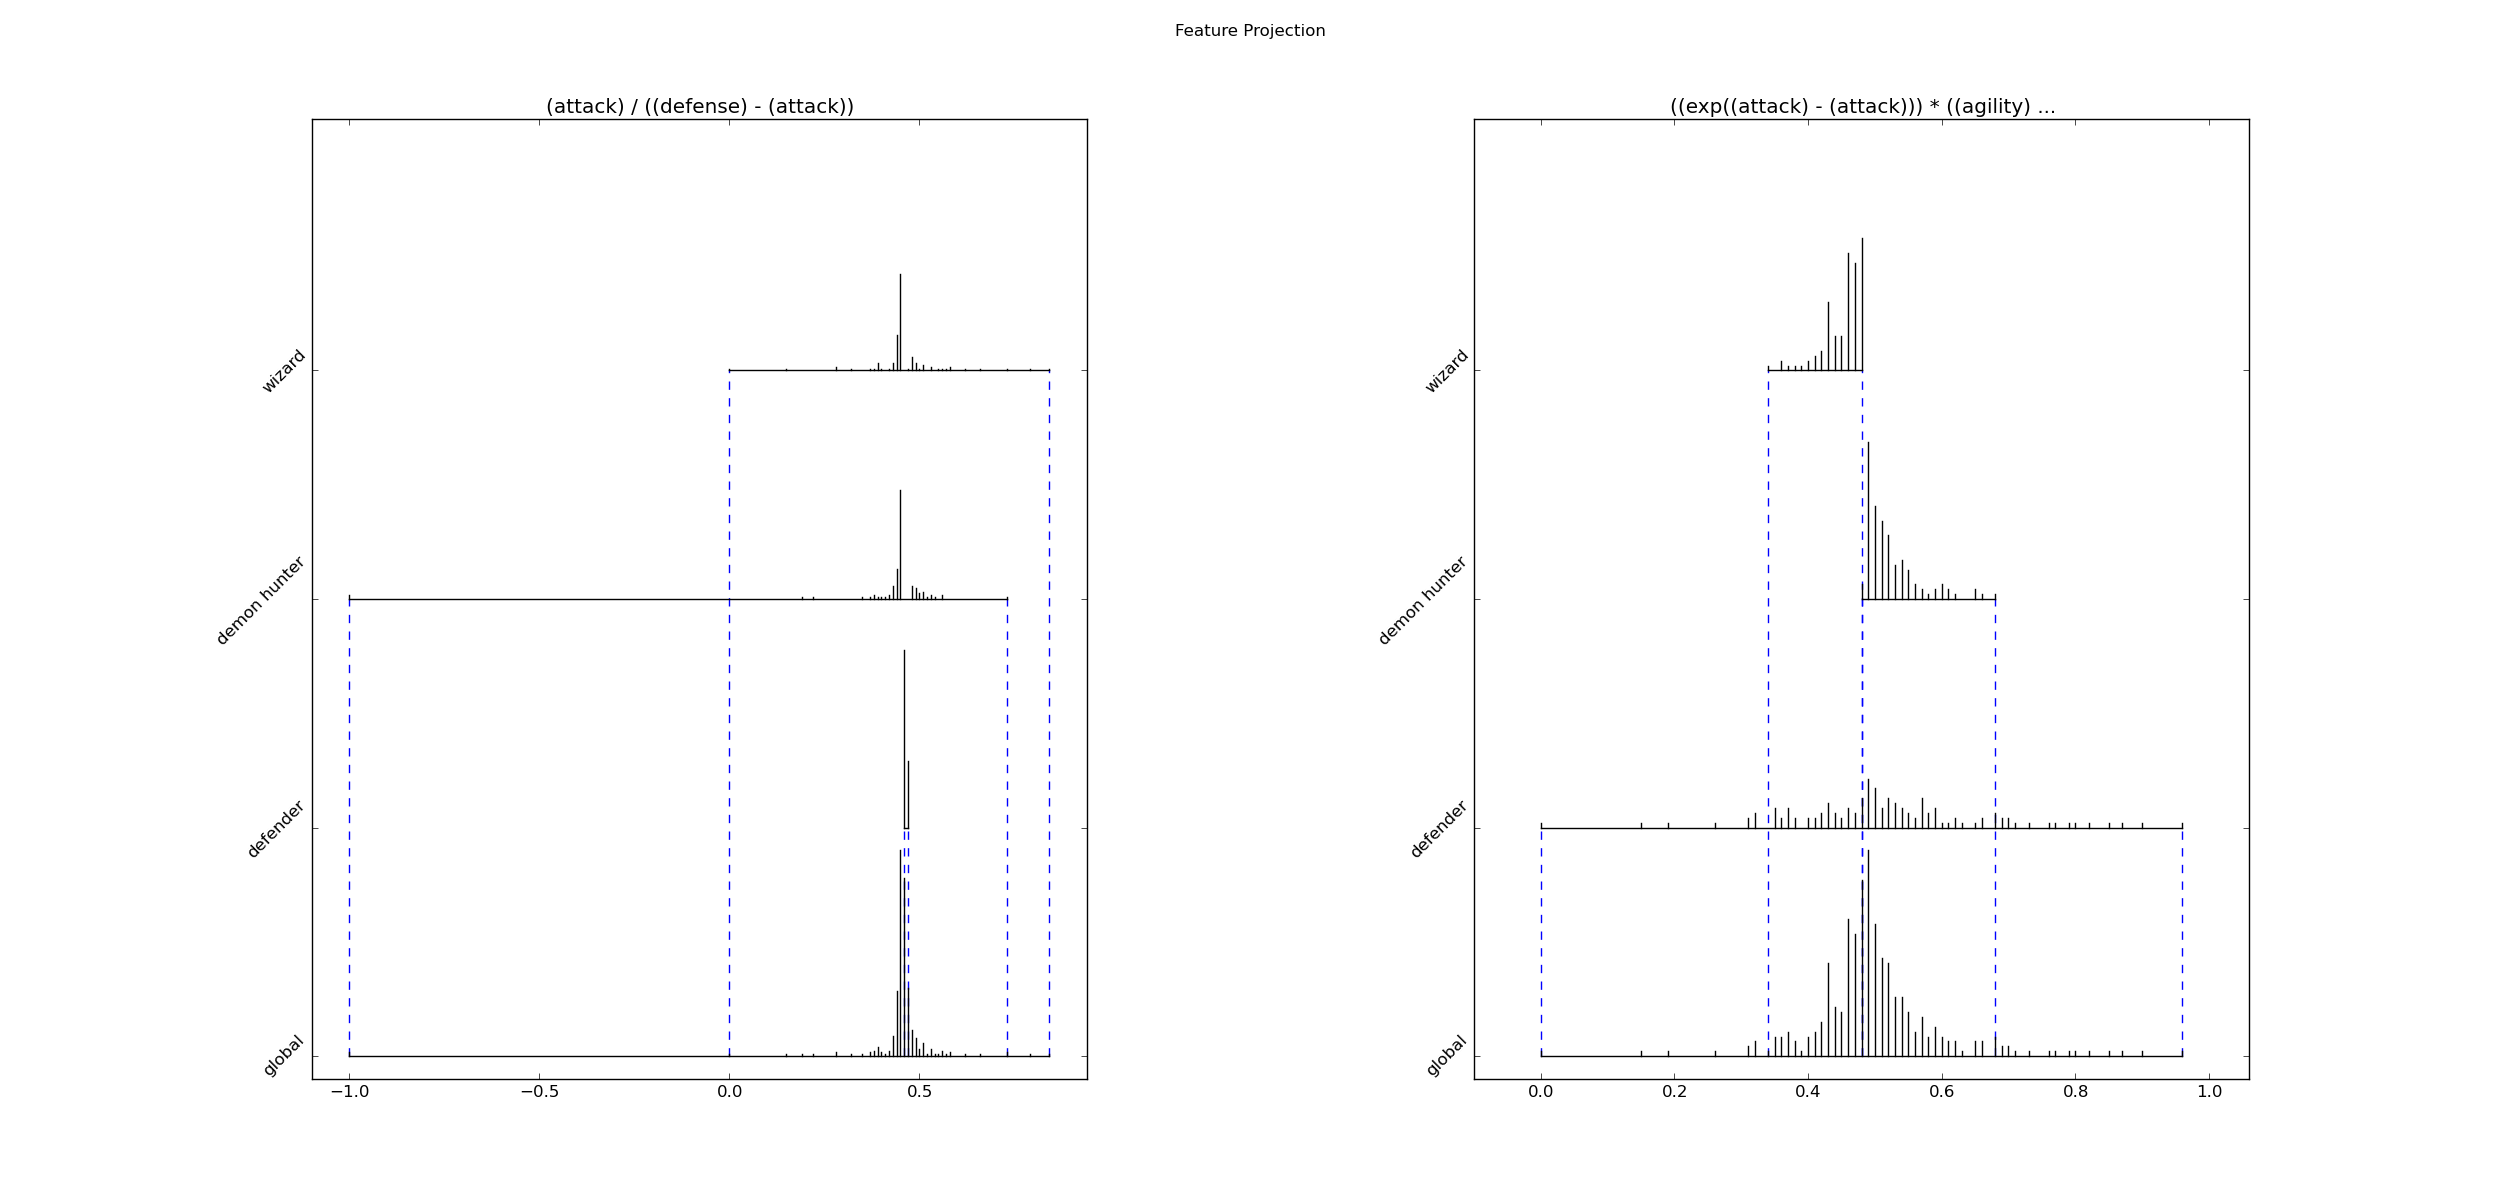 Feature Projection
(attack) / ((defense) - (attack))
wizard
demon hunter
defender
global
−1.0
−0.5
0.0
0.5
((exp((attack) - (attack))) * ((agility) ...
wizard
demon hunter
defender
global
0.0
0.2
0.4
0.6
0.8
1.0